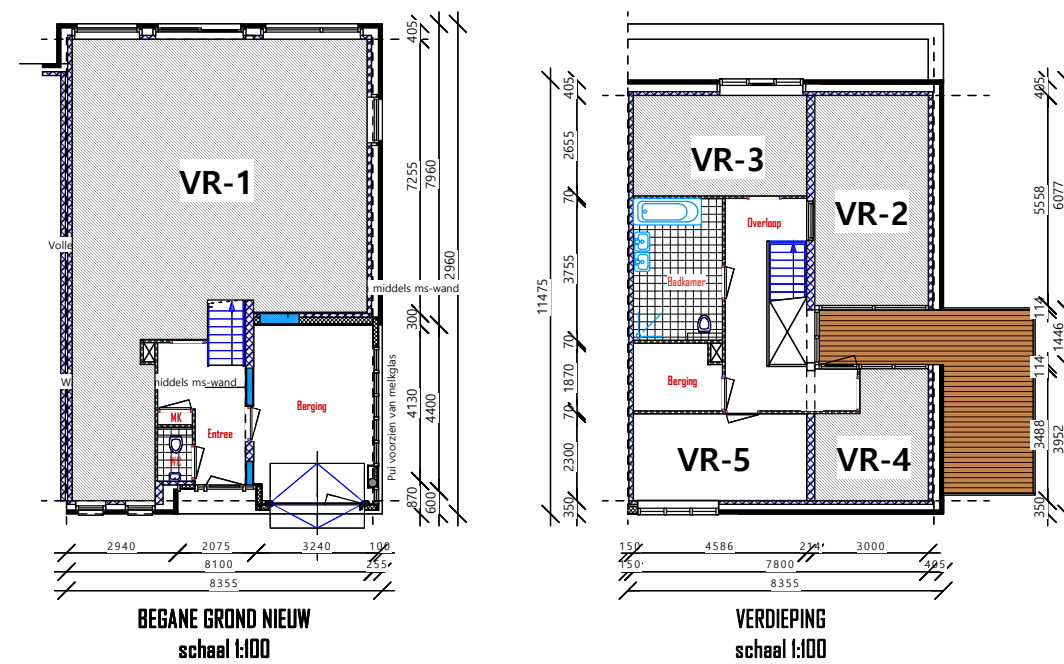 VR-1
Volle
middels ms-wand
W
middels ms-wand
Berging
MK
Entree
WC
Pui voorzien van melkglas
405
7255
7960
2960
300
4130
4400
870
600
2940
2075
3240
100
8100
255
8355
BEGANE GROND NIEUW
schaal 1:100
VR-3
VR-2
Overloop
Badkamer
Berging
VR-5
VR-4
11475
405
2655
70
3755
70
1870
70
2300
350
405
5558
6077
114
1446
114
3488
3952
350
150
4586
214
3000
150
7800
405
8355
VERDIEPING
schaal 1:100